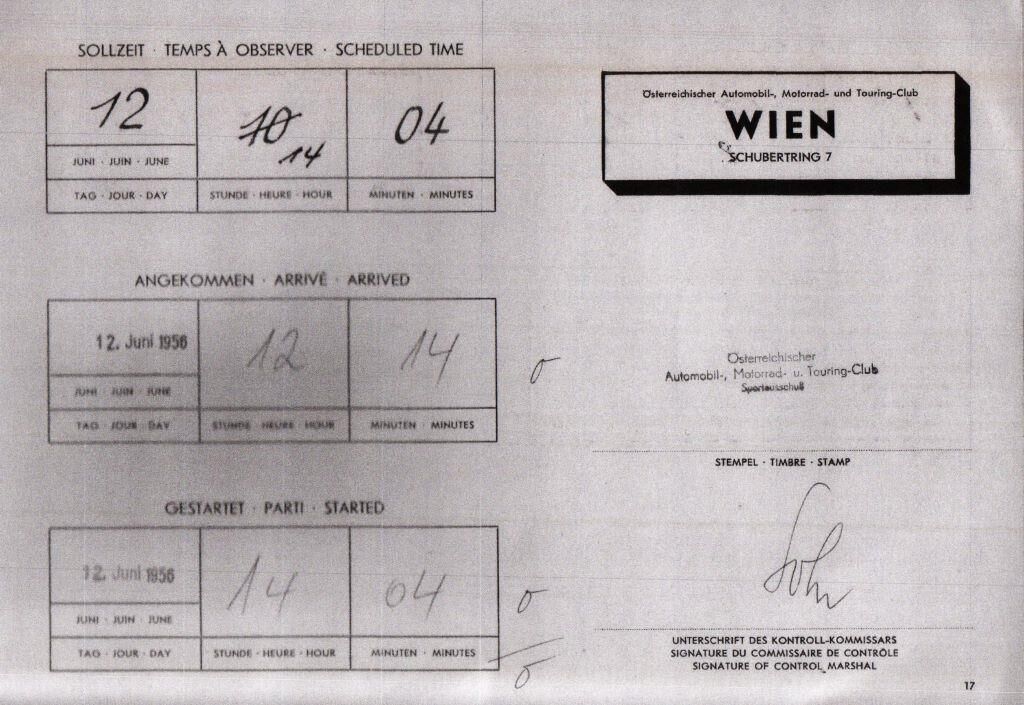 SOLLZEIT · TEMPS À OBSERVER · SCHEDULED TIME
12
10
14
04
JUNI · JUIN · JUNE
TAG · JOUR · DAY
STUNDE · HEURE · HOUR
MINUTEN · MINUTES
Österreichischer Automobil-, Motorrad- und Touring-Club
WIEN
SCHUBERTRING 7
ANGEKOMMEN · ARRIVÉ · ARRIVED
12. Juni 1956
12
14
0
JUNI · JUIN · JUNE
TAG · JOUR · DAY
STUNDE · HEURE · HOUR
MINUTEN · MINUTES
Österreichischer
Automobil-, Motorrad- u. Touring-Club
Sportausschuß
STEMPEL · TIMBRE · STAMP
GESTARTET · PARTI · STARTED
12. Juni 1956
14
04
0
JUNI · JUIN · JUNE
TAG · JOUR · DAY
STUNDE · HEURE · HOUR
MINUTEN · MINUTES
0
UNTERSCHRIFT DES KONTROLL-KOMMISSARS
SIGNATURE DU COMMISSAIRE DE CONTRÔLE
SIGNATURE OF CONTROL MARSHAL
17